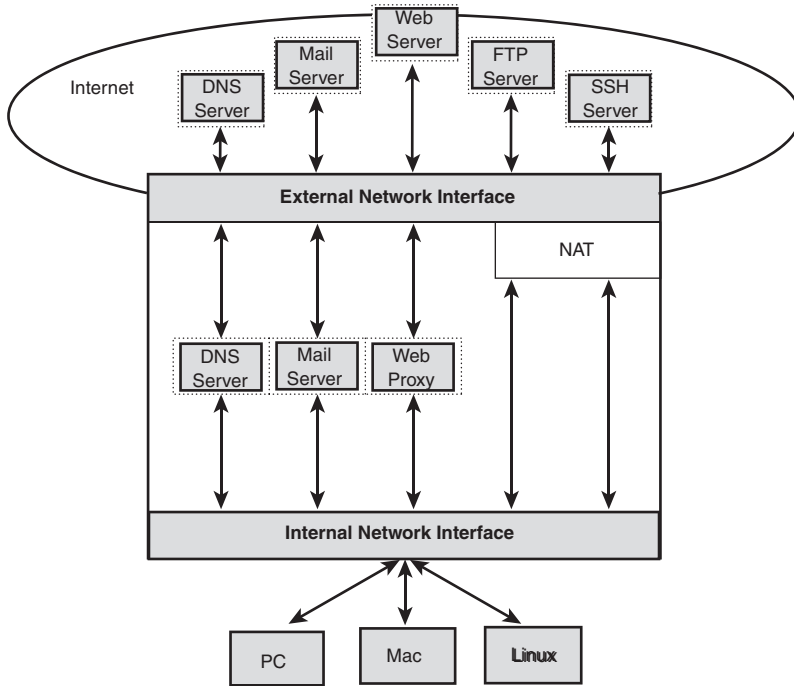 Web
Server
Mail
Server
FTP
Server
Internet
DNS
Server
SSH
Server
External Network Interface
NAT
DNS
Server
Mail
Server
Web
Proxy
Internal Network Interface
PC
Mac
Linux